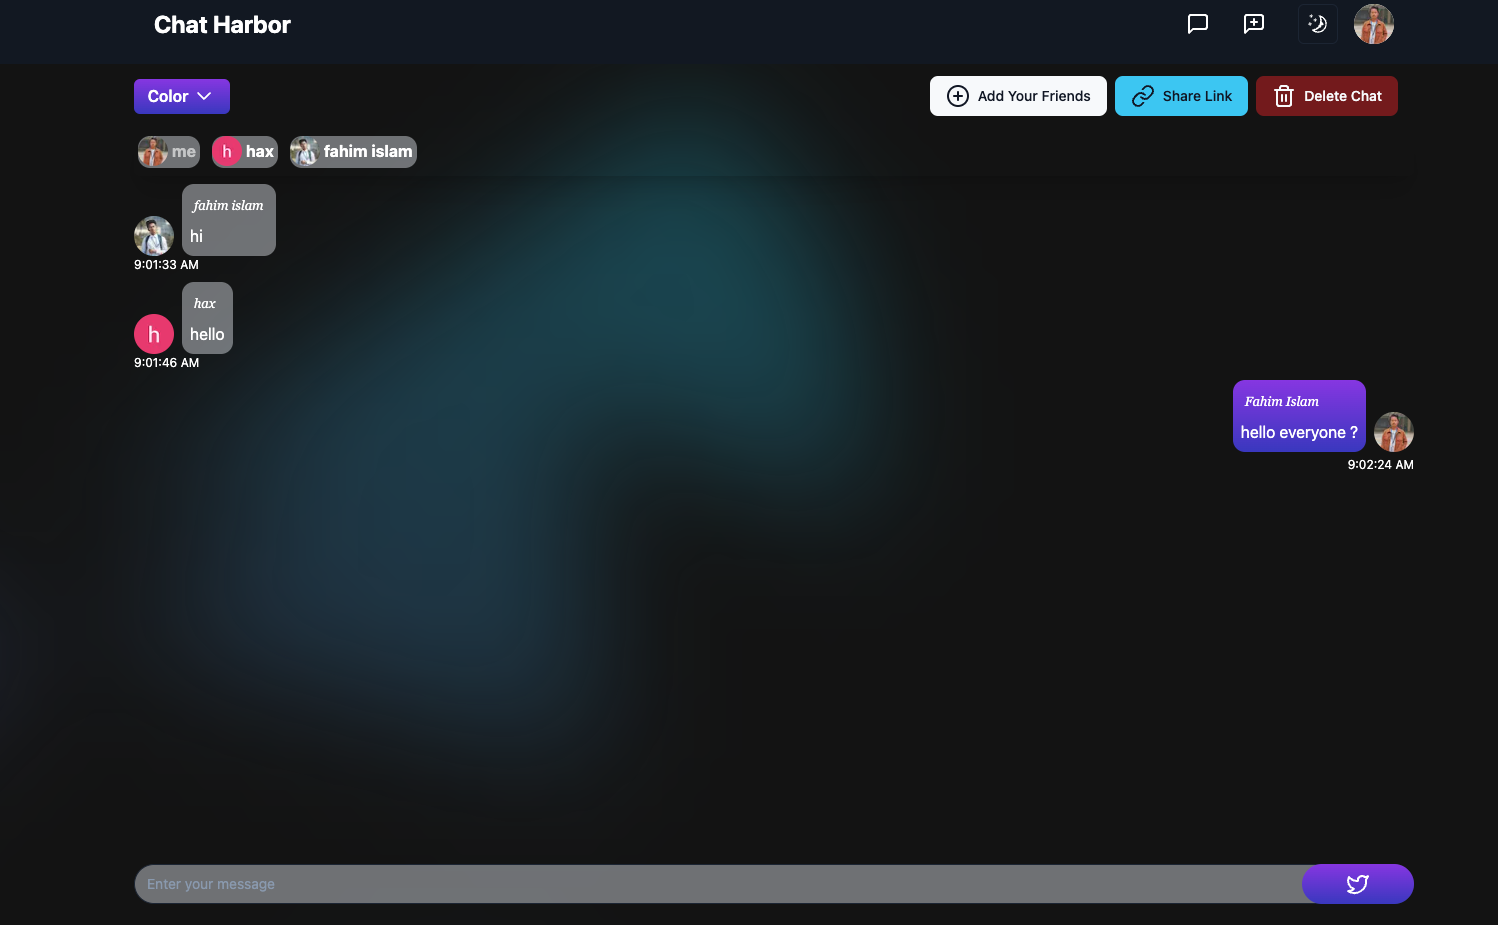 Chat Harbor
Color
Add Your Friends
Share Link
Delete Chat
me
h
hax
fahim islam
fahim islam
hi
9:01:33 AM
hax
h
hello
9:01:46 AM
Fahim Islam
hello everyone ?
9:02:24 AM
Enter your message